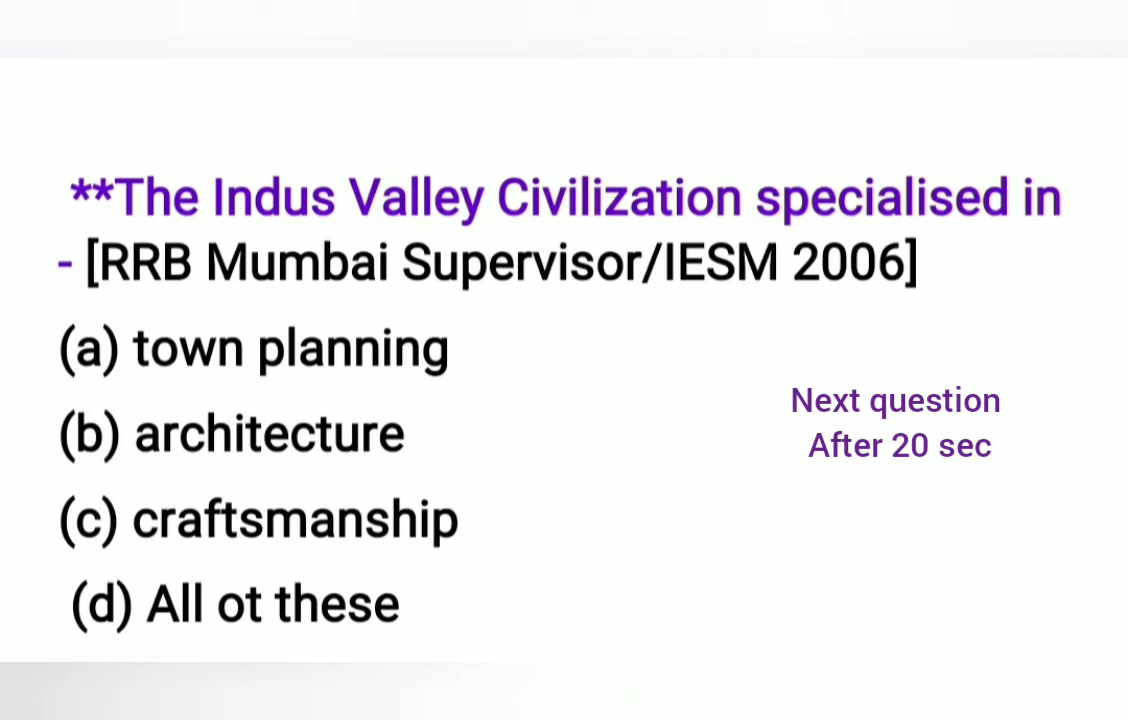 **The Indus Valley Civilization specialised in
- [RRB Mumbai Supervisor/IESM 2006]
(a) town planning
(b) architecture
(c) craftsmanship
(d) All ot these
Next question
After 20 sec